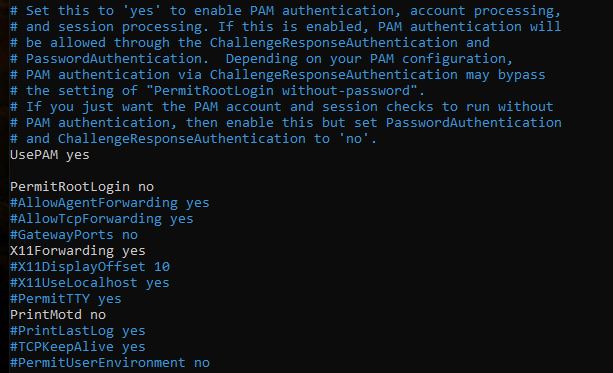 # Set this to 'yes' to enable PAM authentication, account processing,
# and session processing. If this is enabled, PAM authentication will
# be allowed through the ChallengeResponseAuthentication and
# PasswordAuthentication.  Depending on your PAM configuration,
# PAM authentication via ChallengeResponseAuthentication may bypass
# the setting of "PermitRootLogin without-password".
# If you just want the PAM account and session checks to run without
# PAM authentication, then enable this but set PasswordAuthentication
# and ChallengeResponseAuthentication to 'no'.
UsePAM yes

PermitRootLogin no
#AllowAgentForwarding yes
#AllowTcpForwarding yes
#GatewayPorts no
X11Forwarding yes
#X11DisplayOffset 10
#X11UseLocalhost yes
#PermitTTY yes
PrintMotd no
#PrintLastLog yes
#TCPKeepAlive yes
#PermitUserEnvironment no